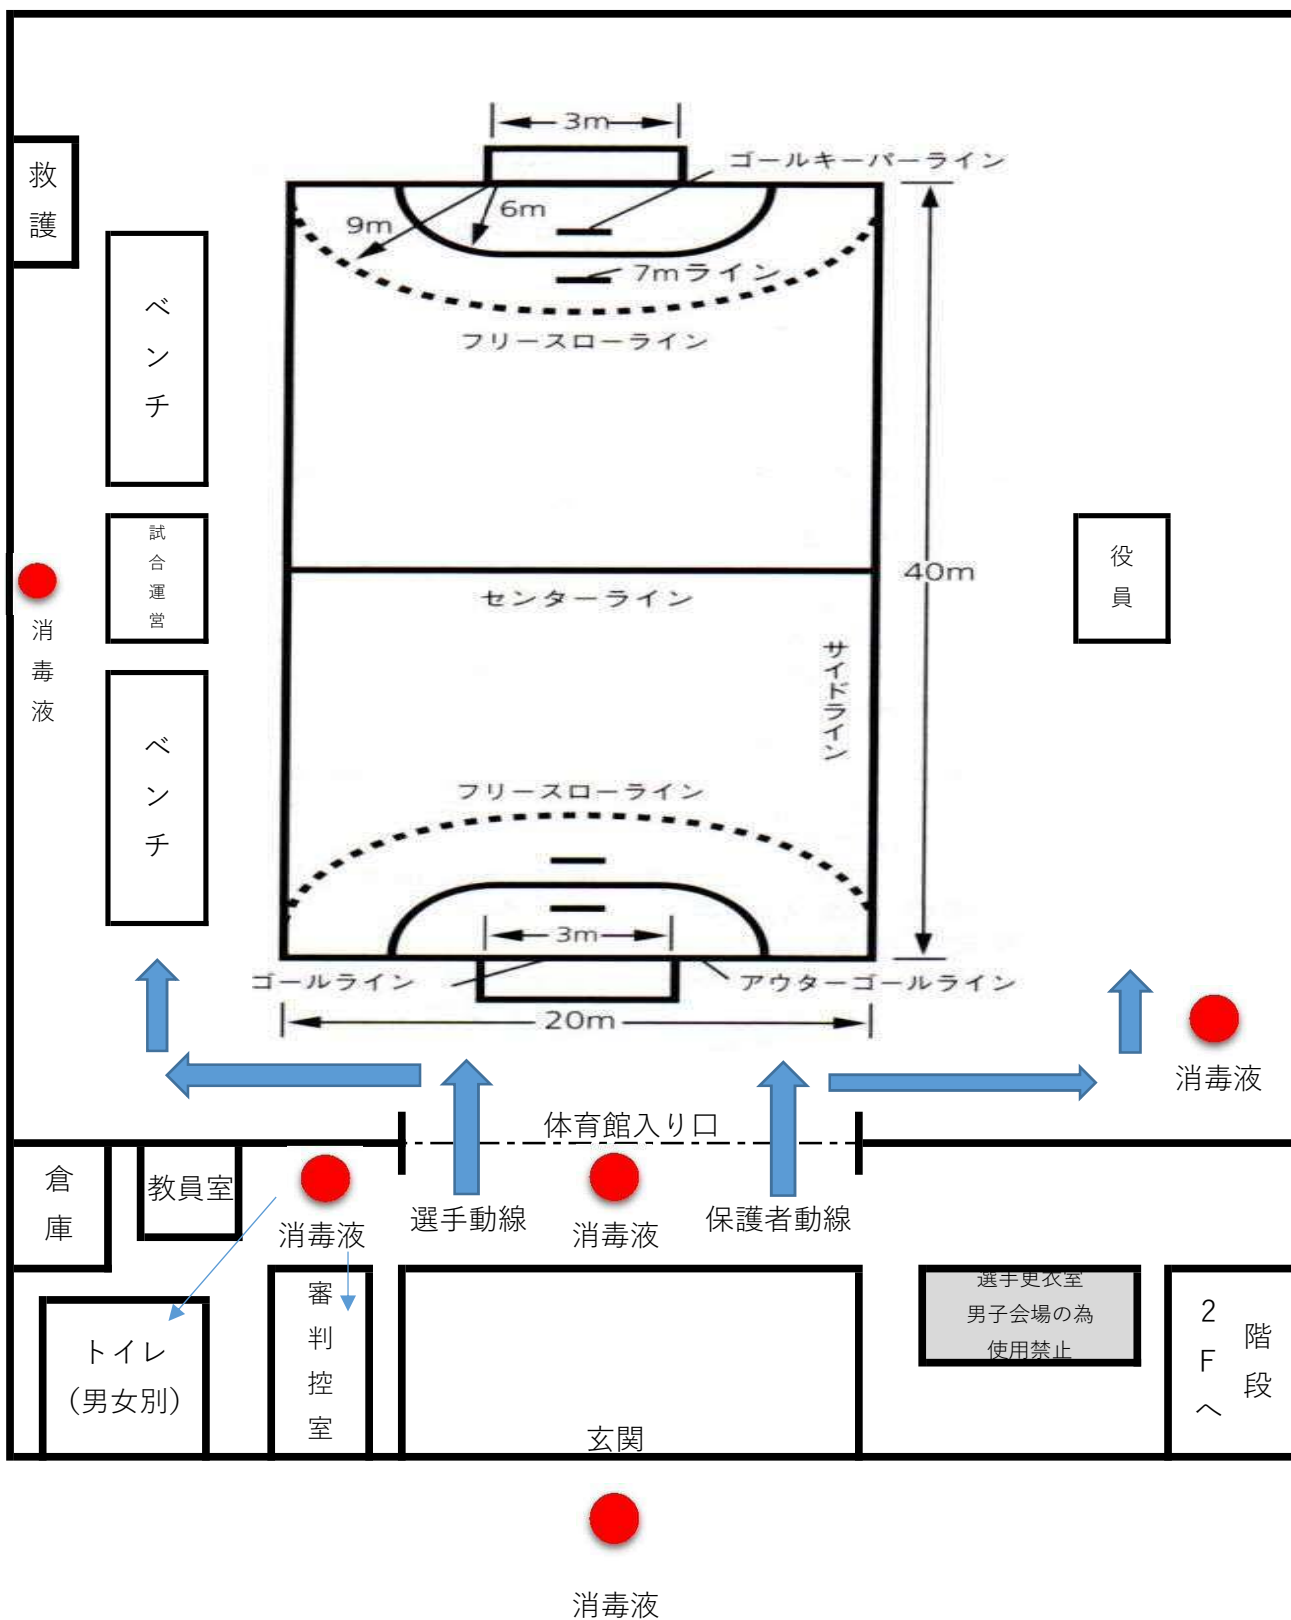 3m
ゴールキーパーライン
救護
9m
6m
7mライン
ベンチ
フリースローライン
試合運営
役員
40m
センターライン
消毒液
サイドライン
ベンチ
フリースローライン
3m
ゴールライン
アウターゴールライン
20m
消毒液
体育館入り口
倉庫
教員室
消毒液
選手動線
消毒液
保護者動線
審判控室
選手更衣室
男子会場の為
使用禁止
2Fへ
階段
トイレ
(男女別)
玄関
消毒液